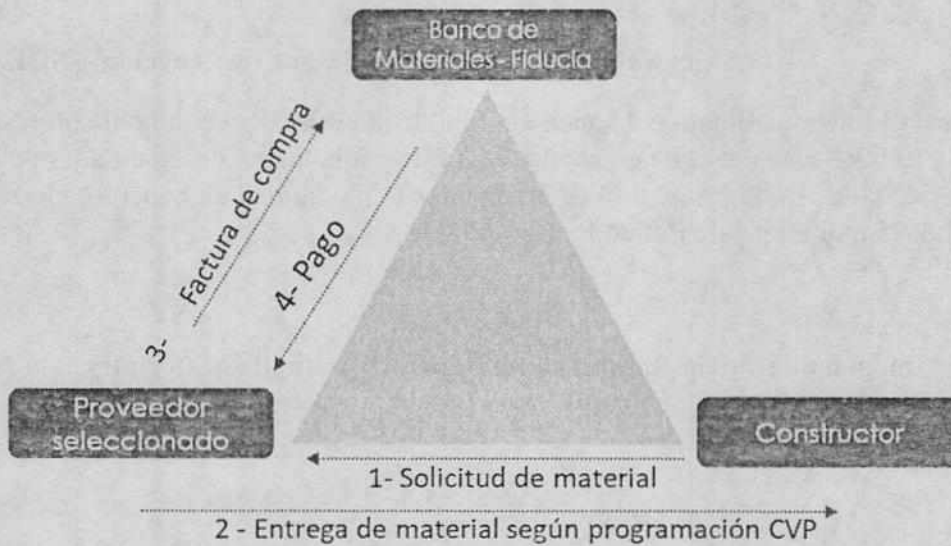 Banca de
Materiales-Fiducia
3- Factura de compra
4- Pago
Proveedor
seleccionado
Constructor
1- Solicitud de material
2 - Entrega de material según programación CVP